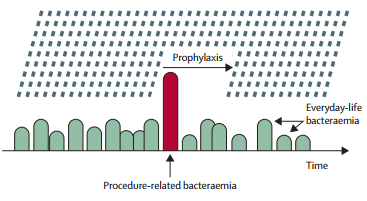 Prophylaxis
Everyday-life
bacteraemia
Time
Procedure-related bacteraemia